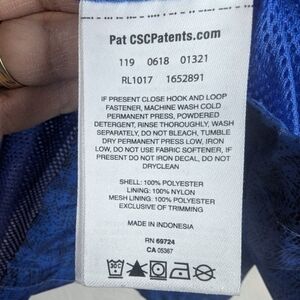 Pat CSCPatents.com
119 0618 01321
RL1017 1652891
IF PRESENT CLOSE HOOK AND LOOP
FASTENER, MACHINE WASH COLD
PERMANENT PRESS, POWDERED
DETERGENT, RINSE THOROUGHLY, WASH
SEPARATELY, DO NOT BLEACH, TUMBLE
DRY PERMANENT PRESS LOW, IRON
LOW, DO NOT USE FABRIC SOFTENER, IF
PRESENT DO NOT IRON DECAL, DO NOT
DRYCLEAN
SHELL: 100% POLYESTER
LINING: 100% NYLON
MESH LINING: 100% POLYESTER
EXCLUSIVE OF TRIMMING
MADE IN INDONESIA
RN 69724
CA 05367
30°C